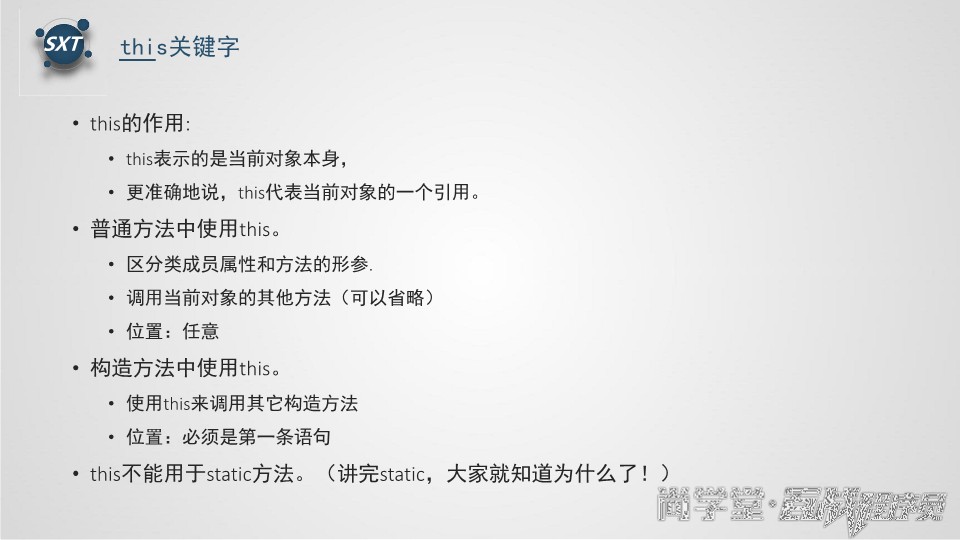 SXT
this关键字
• this的作用:
• this表示的是当前对象本身，
• 更准确地说，this代表当前对象的一个引用。
• 普通方法中使用this。
• 区分类成员属性和方法的形参.
• 调用当前对象的其他方法（可以省略）
• 位置：任意
• 构造方法中使用this。
• 使用this来调用其它构造方法
• 位置：必须是第一条语句
• this不能用于static方法。（讲完static，大家就知道为什么了！）
尚学堂·百战程序员